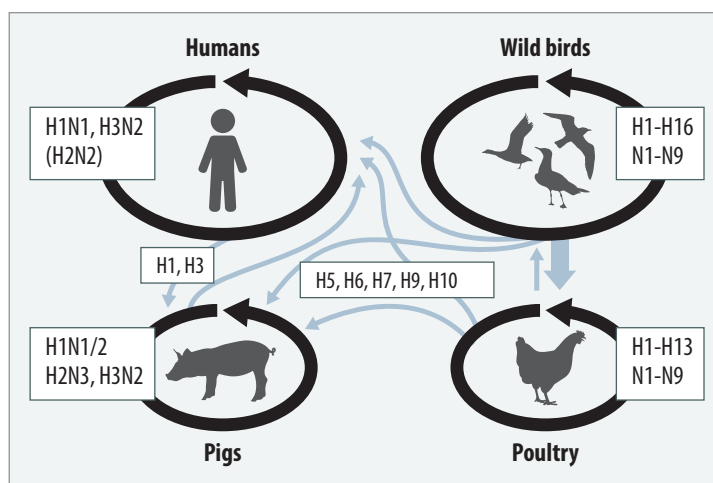 Humans
Wild birds
H1N1, H3N2
(H2N2)
H1-H16
N1-N9
H1, H3
H5, H6, H7, H9, H10
H1N1/2
H2N3, H3N2
H1-H13
N1-N9
Pigs
Poultry